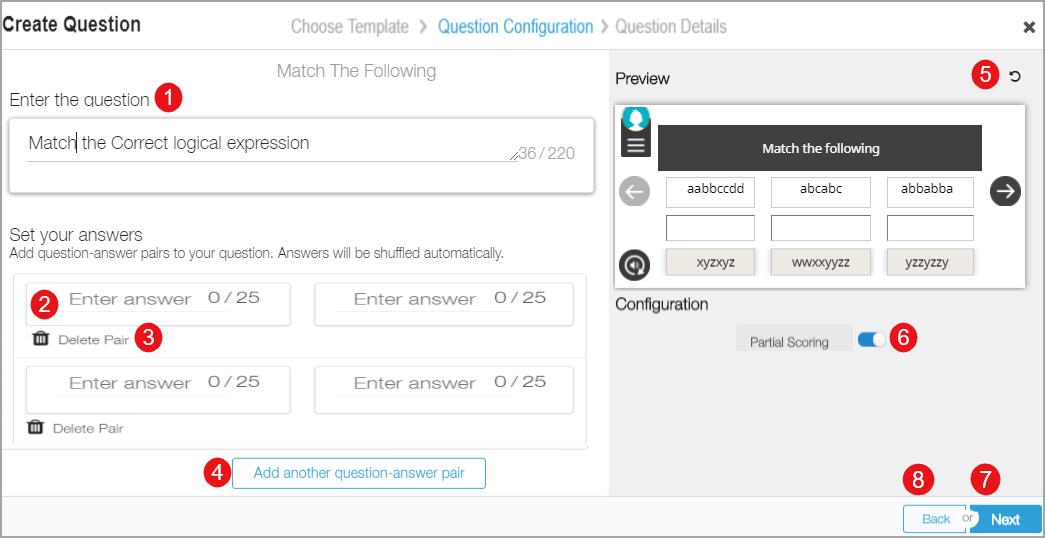 Create Question
Choose Template > Question Configuration > Question Details
Match The Following
Enter the question 1
Match the Correct logical expression
36 / 220
Set your answers
Add question-answer pairs to your question. Answers will be shuffled automatically.
2 Enter answer 0 / 25 Enter answer 0 / 25
Delete Pair 3
Enter answer 0 / 25 Enter answer 0 / 25
Delete Pair
4 Add another question-answer pair
Preview 5
Match the following
aabbccdd abcabc abbabba
xyzxyz wwxxyyzz yzzyzzy
Configuration
Partial Scoring 6
8 7
Back or Next